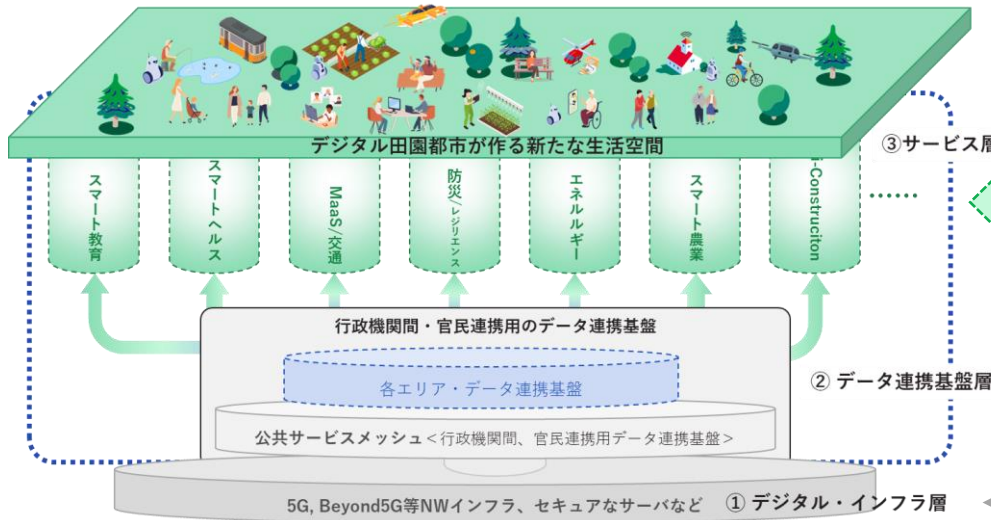 デジタル田園都市が作る新たな生活空間
③サービス層
スマート教育
スマートヘルス
MaaS/交通
防災/レジリエンス
エネルルギー
スマート農業
i-Construciton
……
行政機関間・官民連携用のデータ連携基盤
各エリア・データ連携基盤
② データ連携基盤層
公共サービスメッシュ＜行政機関間、官民連携用データ連携基盤＞
5G, Beyond5G等NWインフラ、セキュアなサーバなど
① デジタル・インフラ層